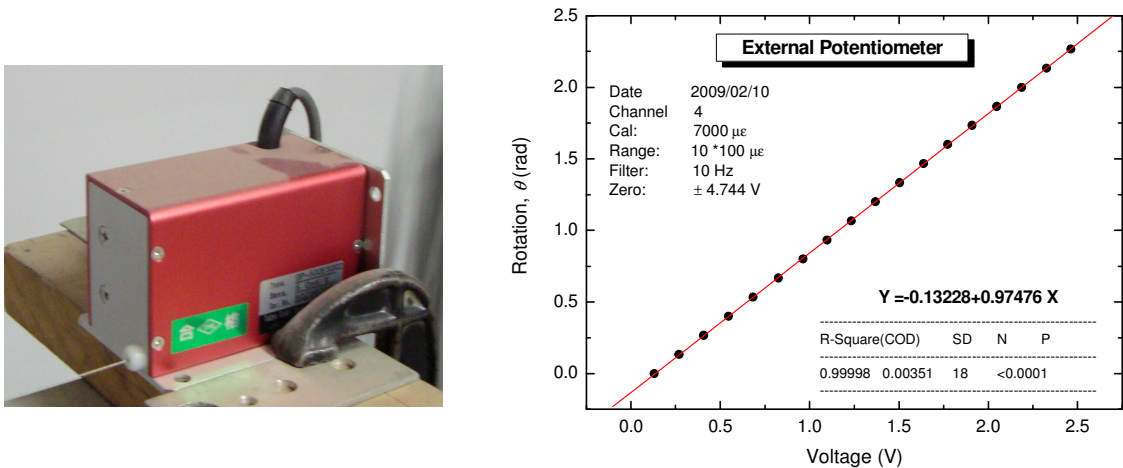 合 格
2.5
2.0
1.5
1.0
0.5
0.0
Rotation, θ (rad)
External Potentiometer
Date 2009/02/10
Channel 4
Cal: 7000 με
Range: 10 *100 με
Filter: 10 Hz
Zero: ± 4.744 V
Y =-0.13228+0.97476 X
R-Square(COD) SD N P
0.99998 0.00351 18 <0.0001
0.0 0.5 1.0 1.5 2.0 2.5
Voltage (V)